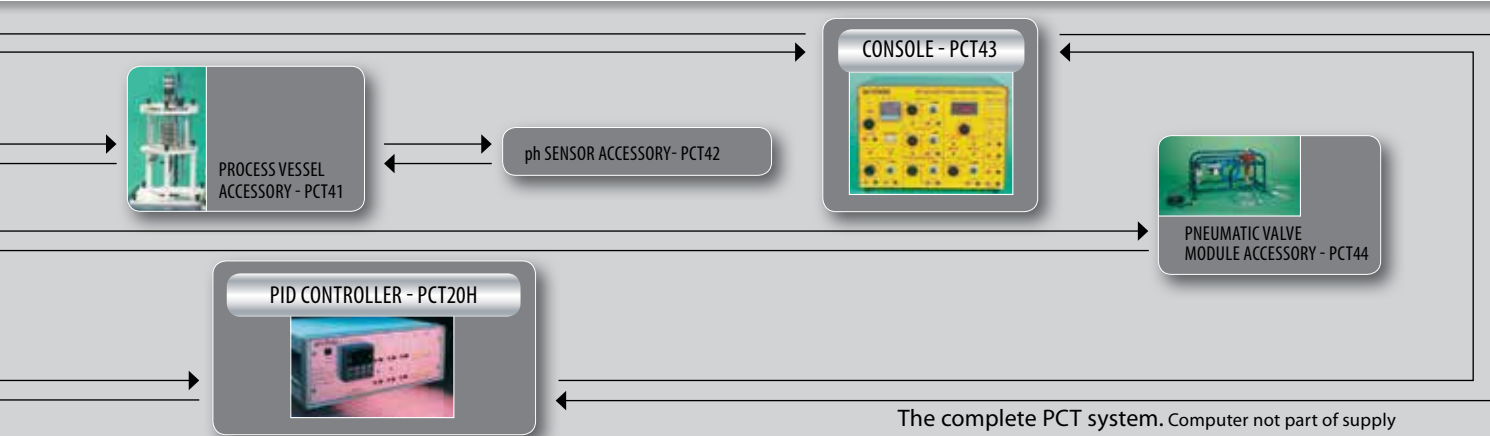 CONSOLE - PCT43
PROCESS VESSEL
ACCESSORY - PCT41
ph SENSOR ACCESSORY- PCT42
PNEUMATIC VALVE
MODULE ACCESSORY - PCT44
PID CONTROLLER - PCT20H
The complete PCT system. Computer not part of supply